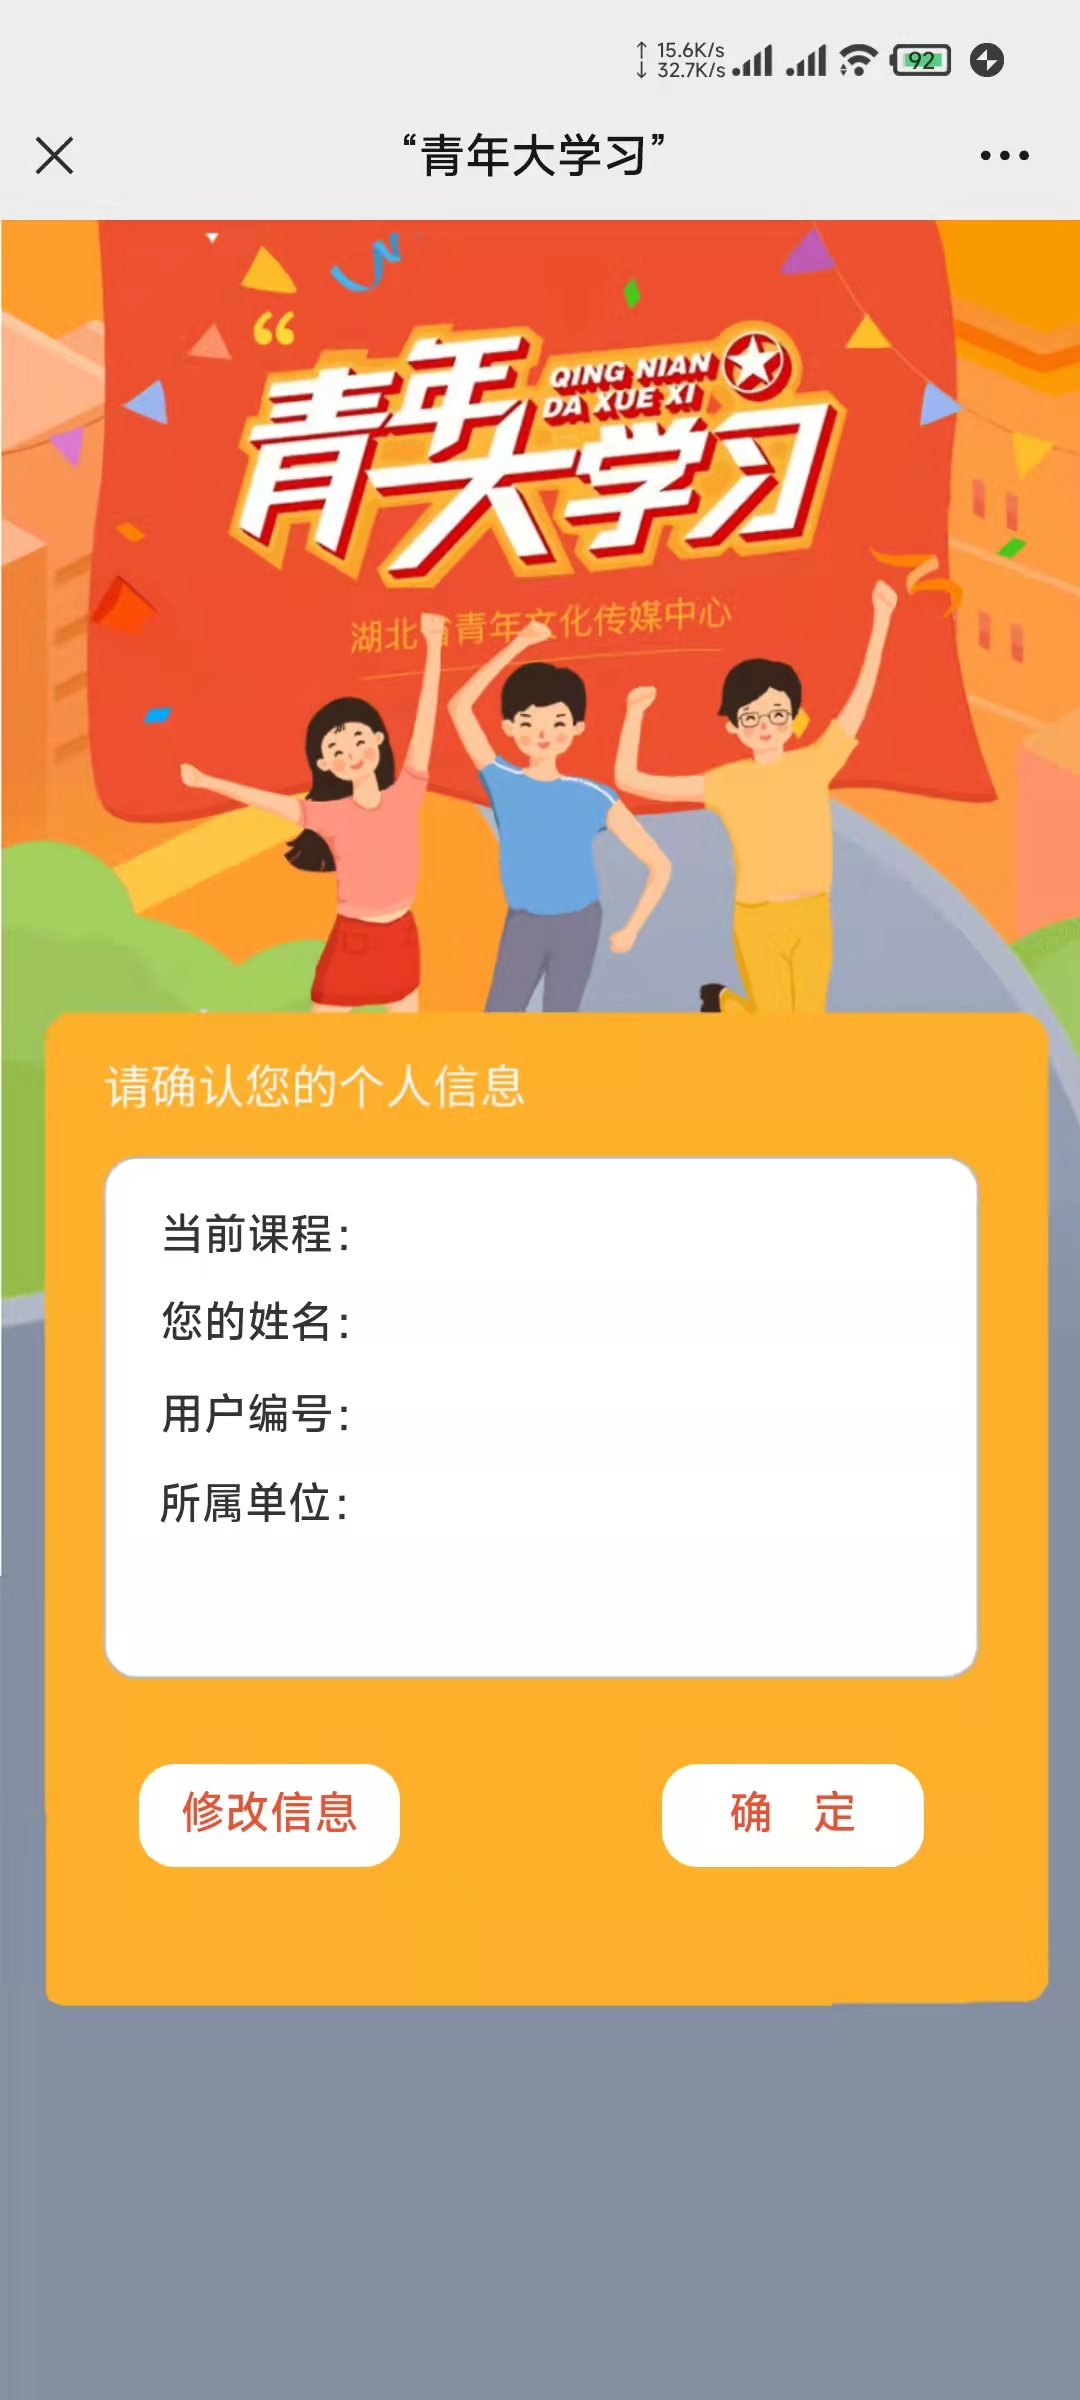 15.6K/s
32.7K/s
92
“青年大学习”
“
青年大学习
QING NIAN
DA XUE XI
湖北省青年文化传媒中心
请确认您的个人信息
当前课程：
您的姓名：
用户编号：
所属单位：
修改信息
确 定